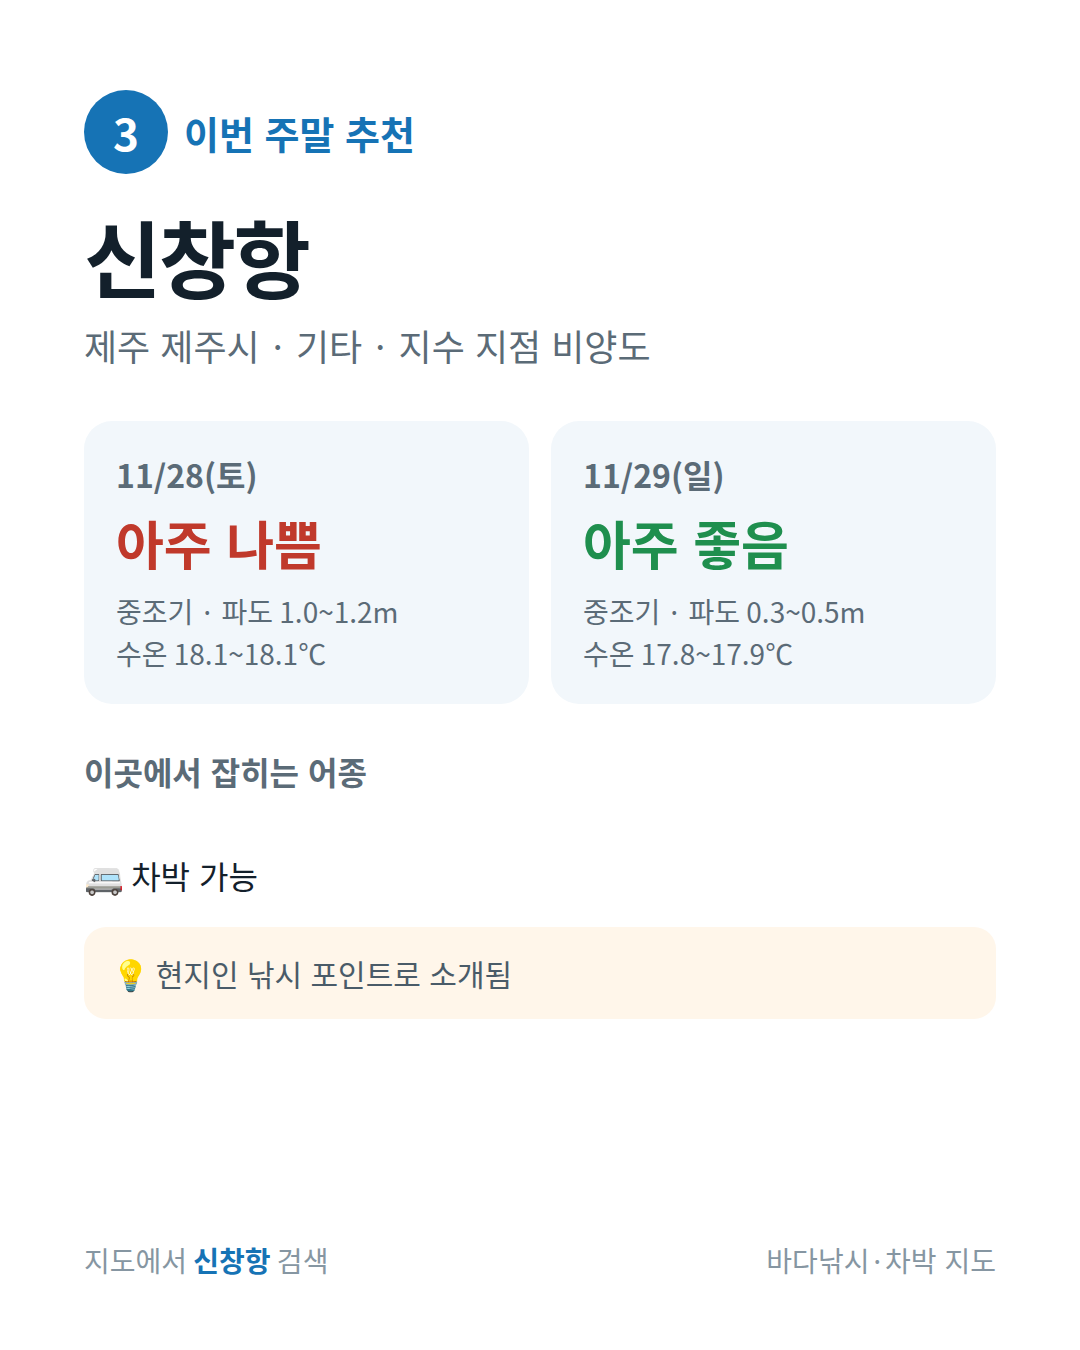 3 이번 주말 추천
신창항
제주 제주시 · 기타 · 지수 지점 비양도
11/28(토)
아주 나쁨
중조기 · 파도 1.0~1.2m
수온 18.1~18.1℃
11/29(일)
아주 좋음
중조기 · 파도 0.3~0.5m
수온 17.8~17.9℃
이곳에서 잡히는 어종
🚐 차박 가능
💡 현지인 낚시 포인트로 소개됨
지도에서 신창항 검색
바다낚시·차박 지도